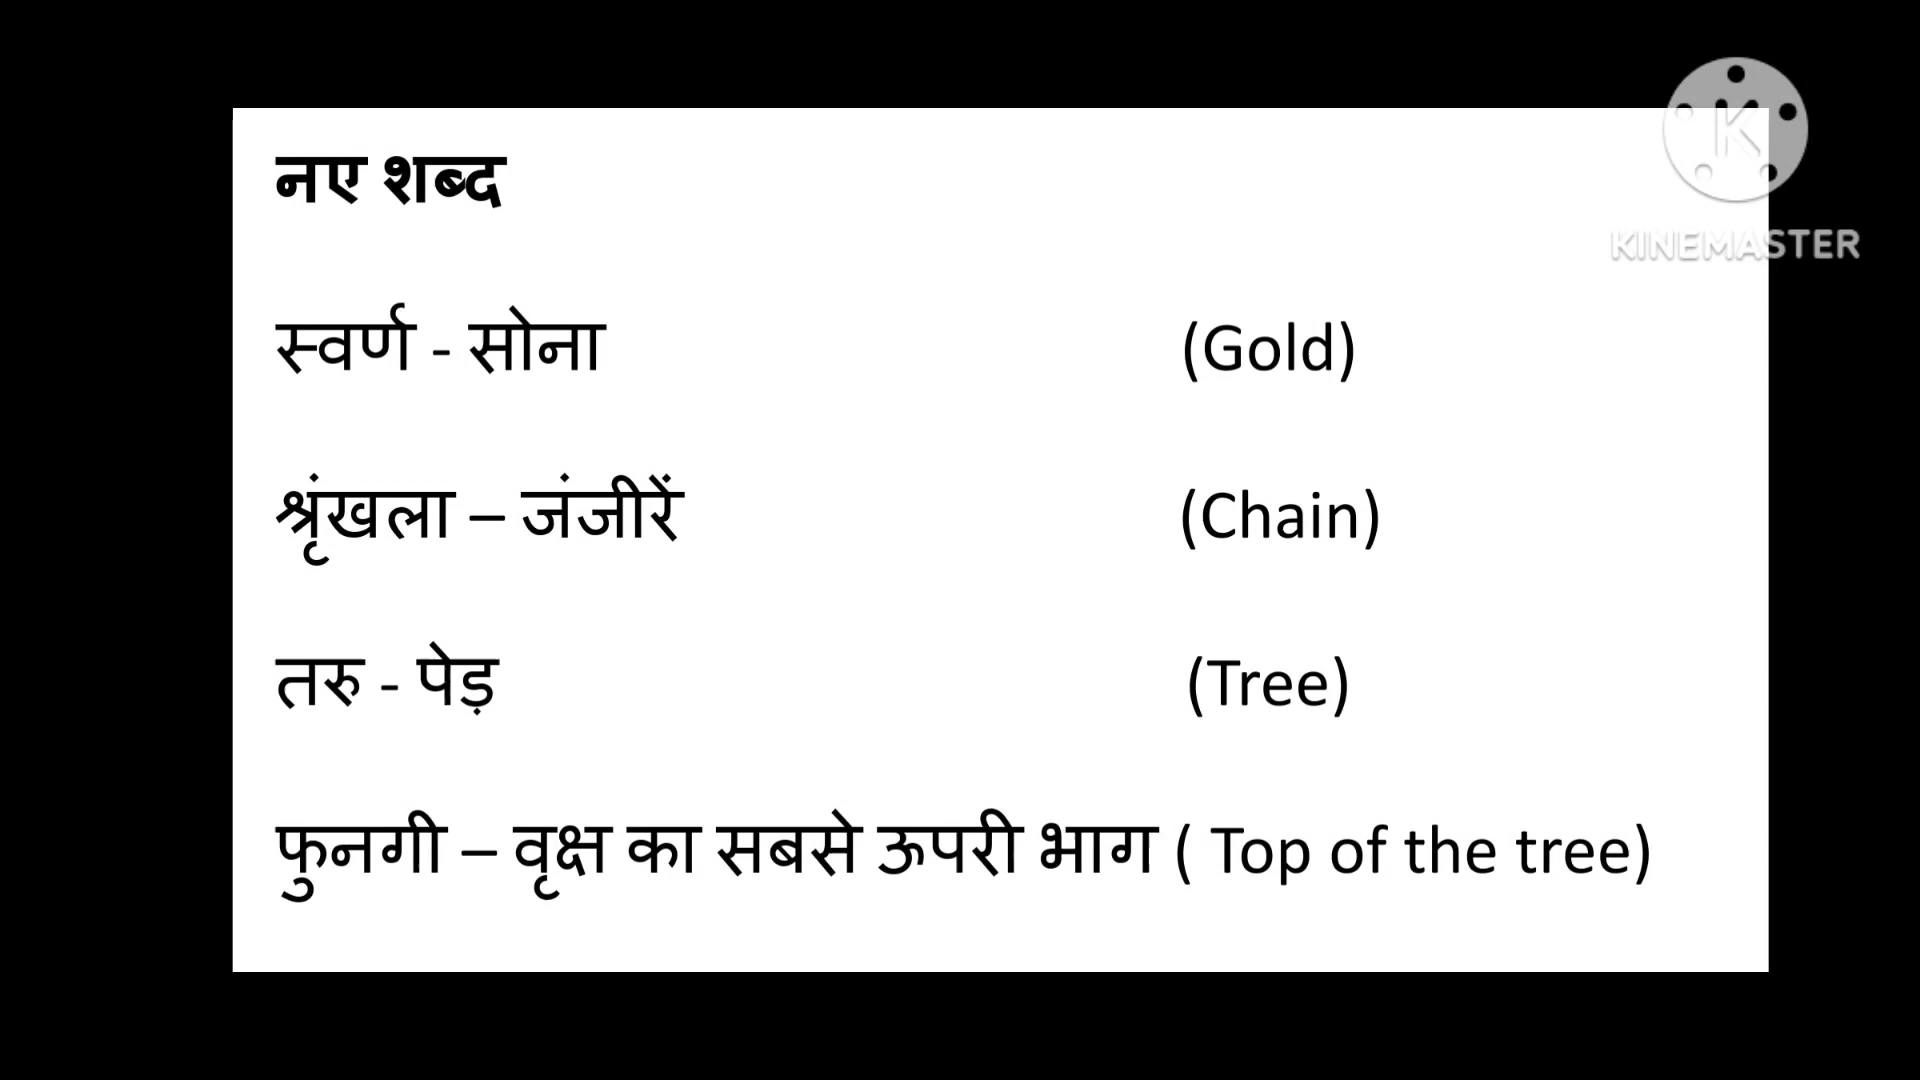 नए शब्द
स्वर्ण - सोना (Gold)
श्रृंखला – जंजीरें (Chain)
तरु - पेड़ (Tree)
फुनगी – वृक्ष का सबसे ऊपरी भाग ( Top of the tree)
K
KINEMASTER